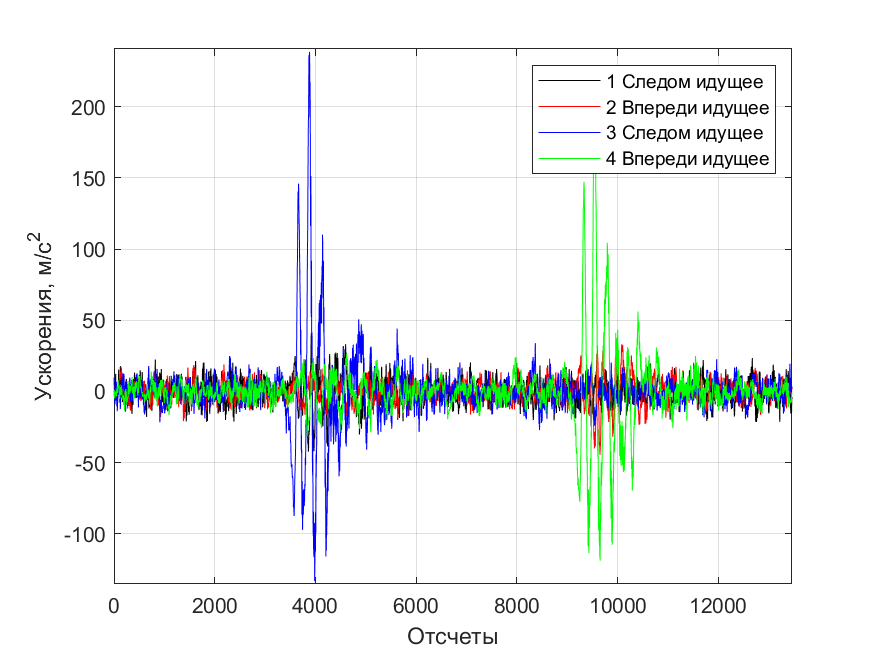 1 Следом идущее
2 Впереди идущее
3 Следом идущее
4 Впереди идущее
200
150
100
50
0
-50
-100
Ускорения, м/с²
0 2000 4000 6000 8000 10000 12000
Отсчеты